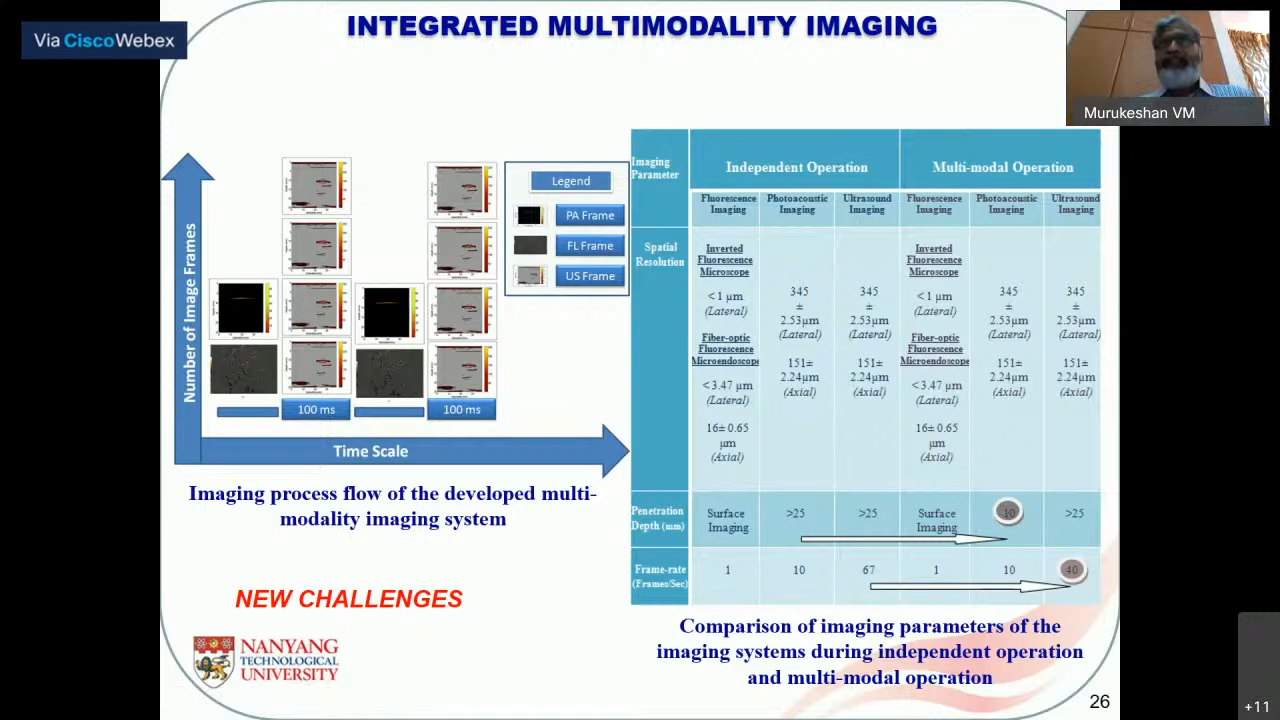 INTEGRATED MULTIMODALITY IMAGING
Via CiscoWebex
Murukeshan VM
Number of Image Frames
Time Scale
100 ms
100 ms
Legend
PA Frame
FL Frame
US Frame
Imaging process flow of the developed multi-
modality imaging system
NEW CHALLENGES
NANYANG
TECHNOLOGICAL
UNIVERSITY
Imaging
Parameter
Independent Operation
Multi-modal Operation
Fluorescence
Imaging
Photoacoustic
Imaging
Ultrasound
Imaging
Fluorescence
Imaging
Photoacoustic
Imaging
Ultrasound
Imaging
Spatial
Resolution
Inverted
Fluorescence
Microscope
<1 µm
(Lateral)
Fiber-optic
Fluorescence
Microendoscope
<3.47 µm
(Lateral)
16± 0.65
µm
(Axial)
345
±
2.53µm
(Lateral)
151±
2.24µm
(Axial)
345
±
2.53µm
(Lateral)
151±
2.24µm
(Axial)
Inverted
Fluorescence
Microscope
<1 µm
(Lateral)
Fiber-optic
Fluorescence
Microendoscope
<3.47 µm
(Lateral)
16± 0.65
µm
(Axial)
345
±
2.53µm
(Lateral)
151±
2.24µm
(Axial)
345
±
2.53µm
(Lateral)
151±
2.24µm
(Axial)
Penetration
Depth (mm)
Surface
Imaging
>25
>25
Surface
Imaging
10
>25
Frame-rate
(Frames/Sec)
1
10
67
1
10
40
Comparison of imaging parameters of the
imaging systems during independent operation
and multi-modal operation
26
+11